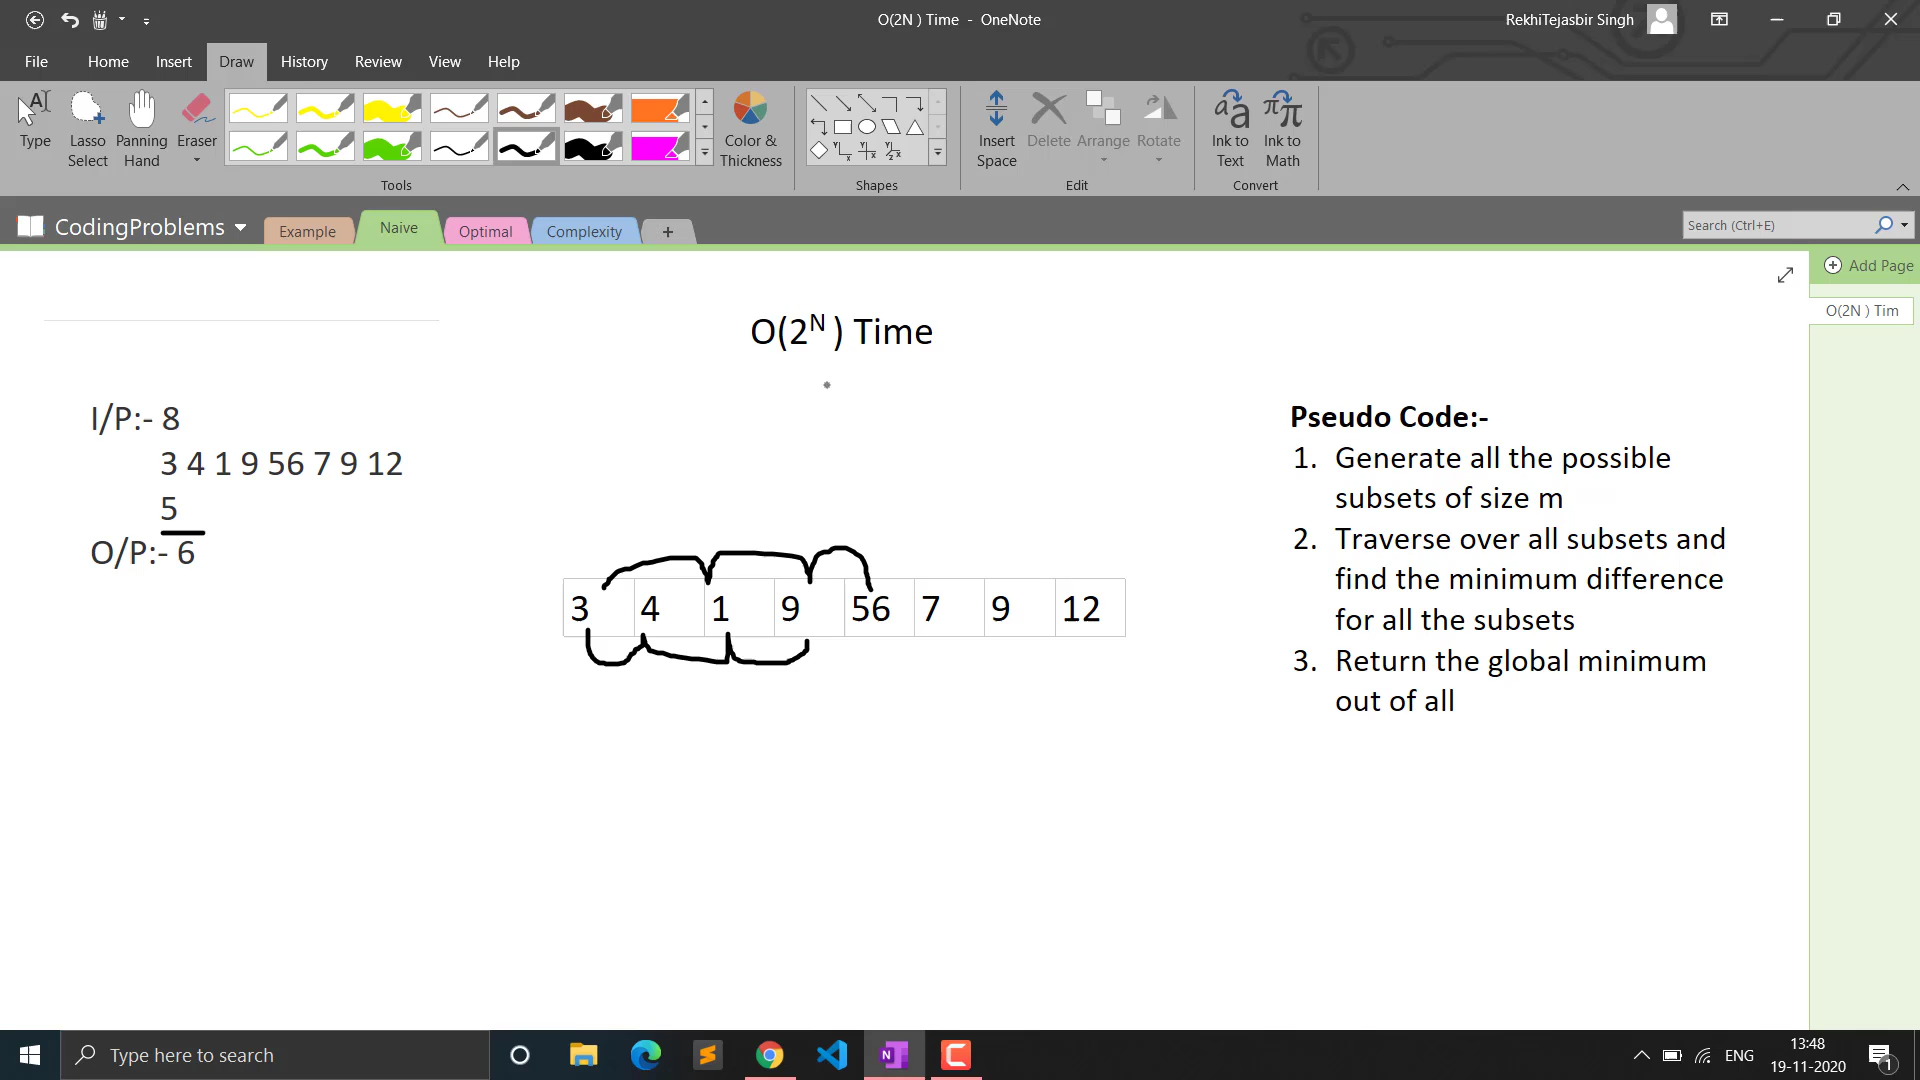 O(2N ) Time - OneNote
RekhiTejasbir Singh
File Home Insert Draw History Review View Help
Type
Lasso Select
Panning Hand
Eraser
Color & Thickness
Insert Space
Delete
Arrange
Rotate
Ink to Text
Ink to Math
Tools
Shapes
Edit
Convert
CodingProblems
Example
Naive
Optimal
Complexity
Search (Ctrl+E)
Add Page
O(2N ) Tim
O(2ᴺ ) Time
I/P:- 8
3 4 1 9 56 7 9 12
5
O/P:- 6
3 4 1 9 56 7 9 12
Pseudo Code:-
1. Generate all the possible
subsets of size m
2. Traverse over all subsets and
find the minimum difference
for all the subsets
3. Return the global minimum
out of all
Type here to search
ENG
13:48
19-11-2020
1